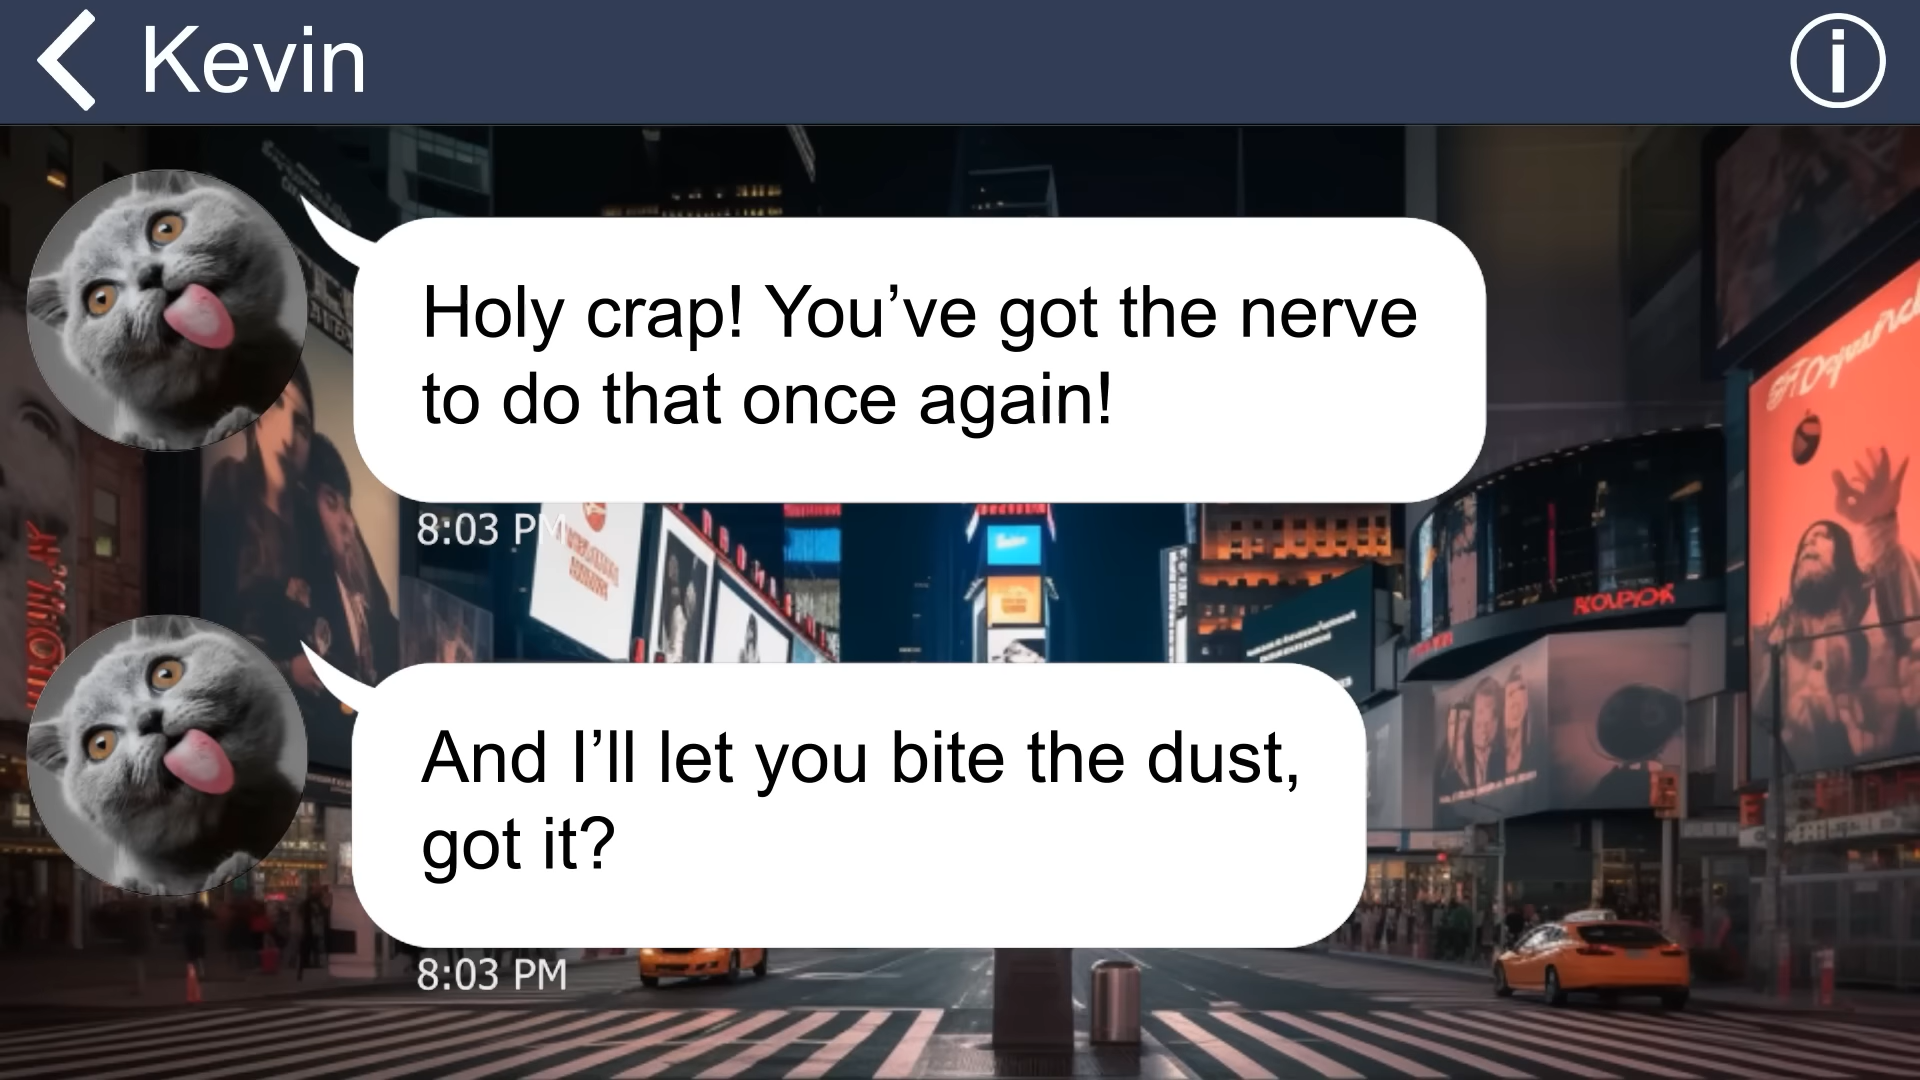 Kevin
Holy crap! You’ve got the nerve
to do that once again!
8:03 PM
And I’ll let you bite the dust,
got it?
8:03 PM